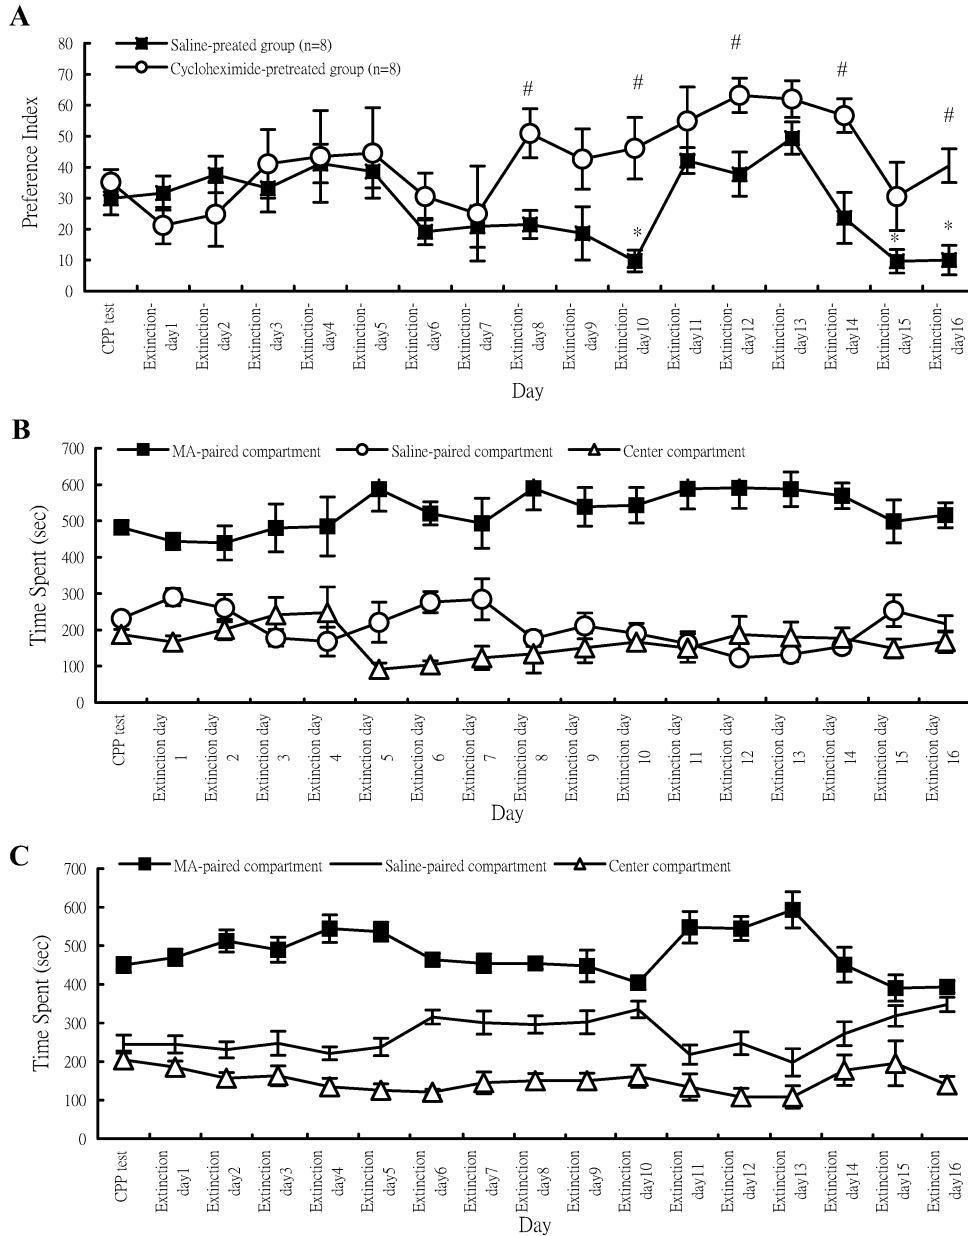 A
Saline-preated group (n=8)
Cycloheximide-pretreated group (n=8)
Preference Index
80
70
60
50
40
30
20
10
0
# # # # #
* * *
CPP test
Extinction-
day1
Extinction-
day2
Extinction-
day3
Extinction-
day4
Extinction-
day5
Extinction-
day6
Extinction-
day7
Extinction-
day8
Extinction-
day9
Extinction-
day10
Extinction-
day11
Extinction-
day12
Extinction-
day13
Extinction-
day14
Extinction-
day15
Extinction-
day16
Day
B
MA-paired compartment Saline-paired compartment Center compartment
Time Spent (sec)
700
600
500
400
300
200
100
0
CPP test
Extinction day
1
Extinction day
2
Extinction day
3
Extinction day
4
Extinction day
5
Extinction day
6
Extinction day
7
Extinction day
8
Extinction day
9
Extinction day
10
Extinction day
11
Extinction day
12
Extinction day
13
Extinction day
14
Extinction day
15
Extinction day
16
Day
C
MA-paired compartment Saline-paired compartment Center compartment
Time Spent (sec)
700
600
500
400
300
200
100
0
CPP test
Extinction
day1
Extinction
day2
Extinction
day3
Extinction
day4
Extinction
day5
Extinction
day6
Extinction
day7
Extinction
day8
Extinction
day9
Extinction
day10
Extinction
day11
Extinction
day12
Extinction
day13
Extinction
day14
Extinction
day15
Extinction
day16
Day